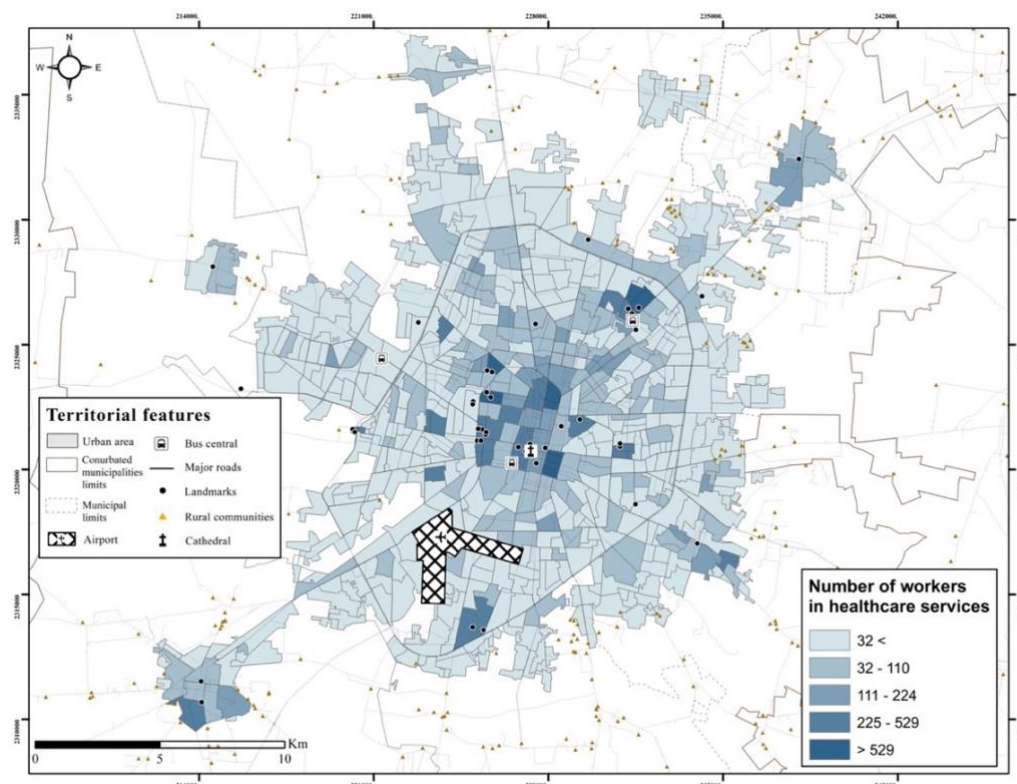 214000.
221000.
228000.
235000.
242000.
N
W
E
S
2335000
2330000
2325000
2320000
2315000
2310000
Territorial features
Urban area
Conurbated
municipalities
limits
Municipal
limits
Airport
Bus central
Major roads
Landmarks
Rural communities
Cathedral
Number of workers
in healthcare services
32 <
32 - 110
111 - 224
225 - 529
> 529
Km
0
5
10